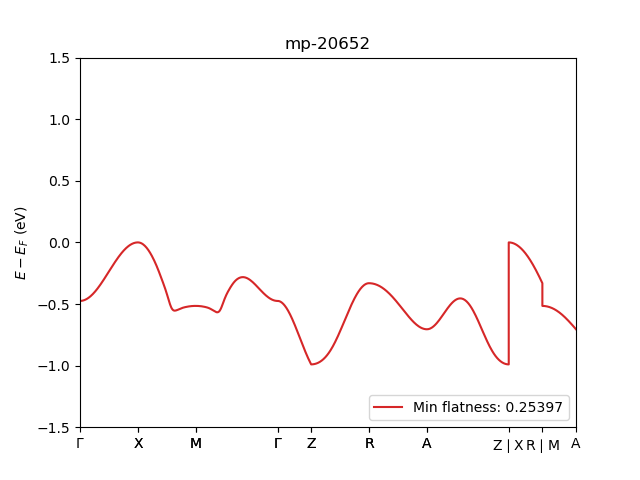 mp-20652
E − E_F (eV)
1.5
1.0
0.5
0.0
−0.5
−1.0
−1.5
Min flatness: 0.25397
Γ X M Γ Z R A Z | X R | M A